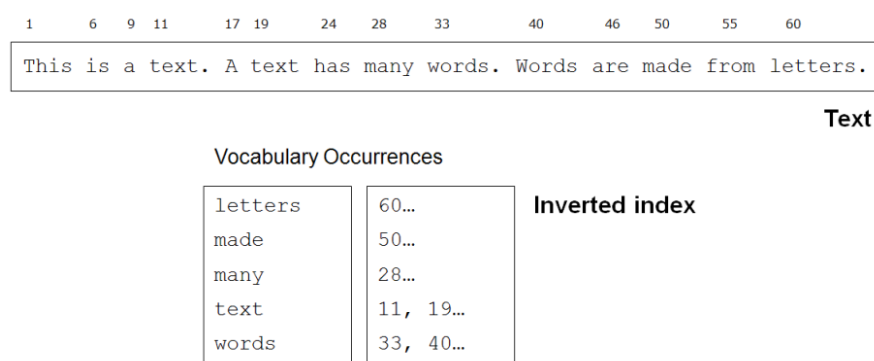 1 6 9 11 17 19 24 28 33 40 46 50 55 60
This is a text. A text has many words. Words are made from letters.
Text
Vocabulary Occurrences
letters 60…
Inverted index
made 50…
many 28…
text 11, 19…
words 33, 40…